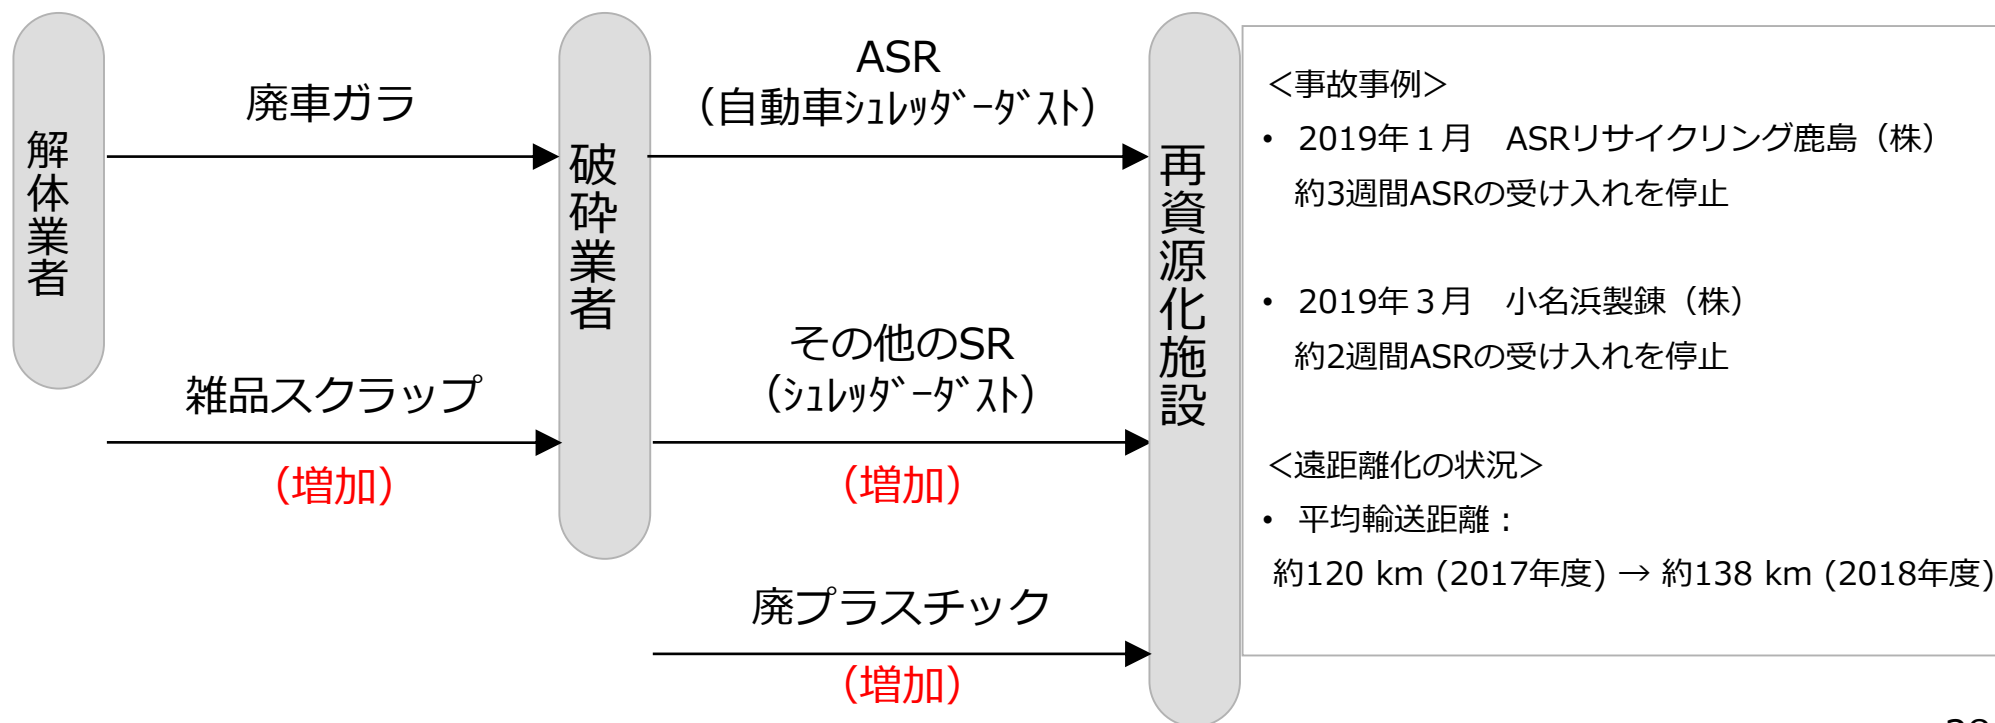 解体業者
廃車ガラ
雑品スクラップ
（増加）
破砕業者
ASR
（自動車ｼｭﾚｯﾀﾞｰﾀﾞｽﾄ）
その他のSR
（ｼｭﾚｯﾀﾞｰﾀﾞｽﾄ）
（増加）
廃プラスチック
（増加）
再資源化施設
＜事故事例＞
• 2019年１月　ASRリサイクリング鹿島（株）
約3週間ASRの受け入れを停止
• 2019年３月　小名浜製錬（株）
約2週間ASRの受け入れを停止
＜遠距離化の状況＞
• 平均輸送距離：
約120 km (2017年度) → 約138 km (2018年度)